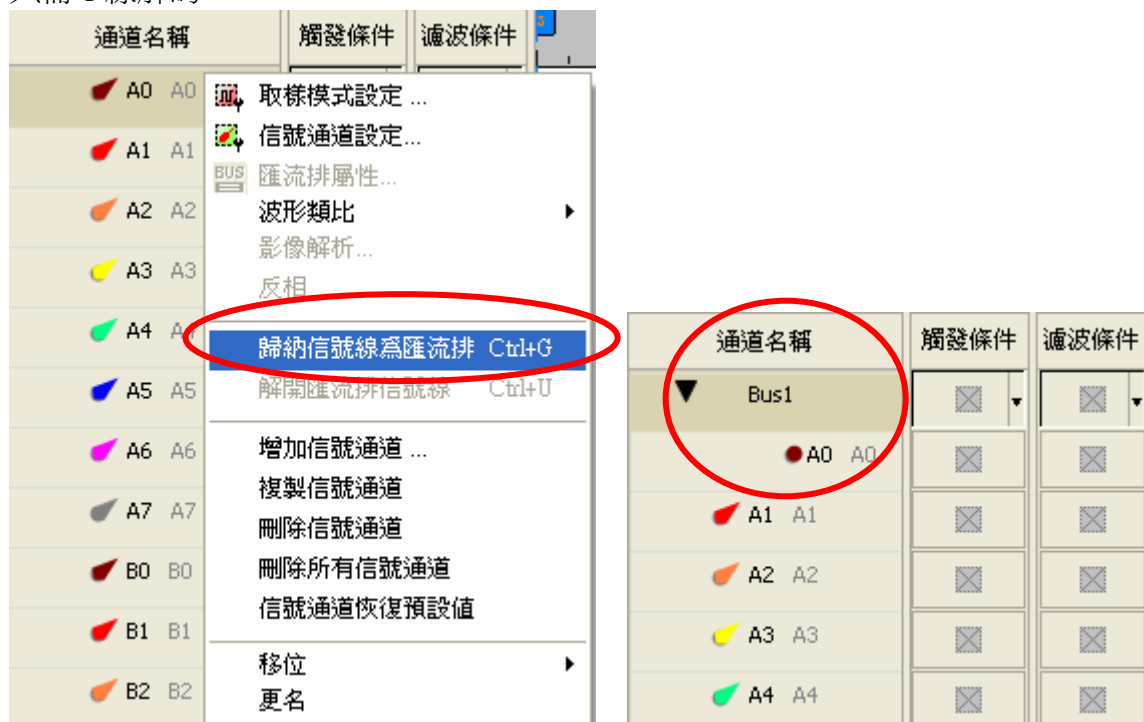 通道名稱 觸發條件 濾波條件
A0 A0
A1 A1
A2 A2
A3 A3
A4
A5 A5
A6 A6
A7 A7
B0 B0
B1 B1
B2 B2
取樣模式設定 ...
信號通道設定...
BUS 匯流排屬性...
波形類比
影像解析...
反相
歸納信號線為匯流排 Ctrl+G
解開匯流排信號線 Ctrl+U
增加信號通道 ...
複製信號通道
刪除信號通道
刪除所有信號通道
信號通道恢復預設值
移位
更名
通道名稱 觸發條件 濾波條件
Bus1
A0 A0
A1 A1
A2 A2
A3 A3
A4 A4